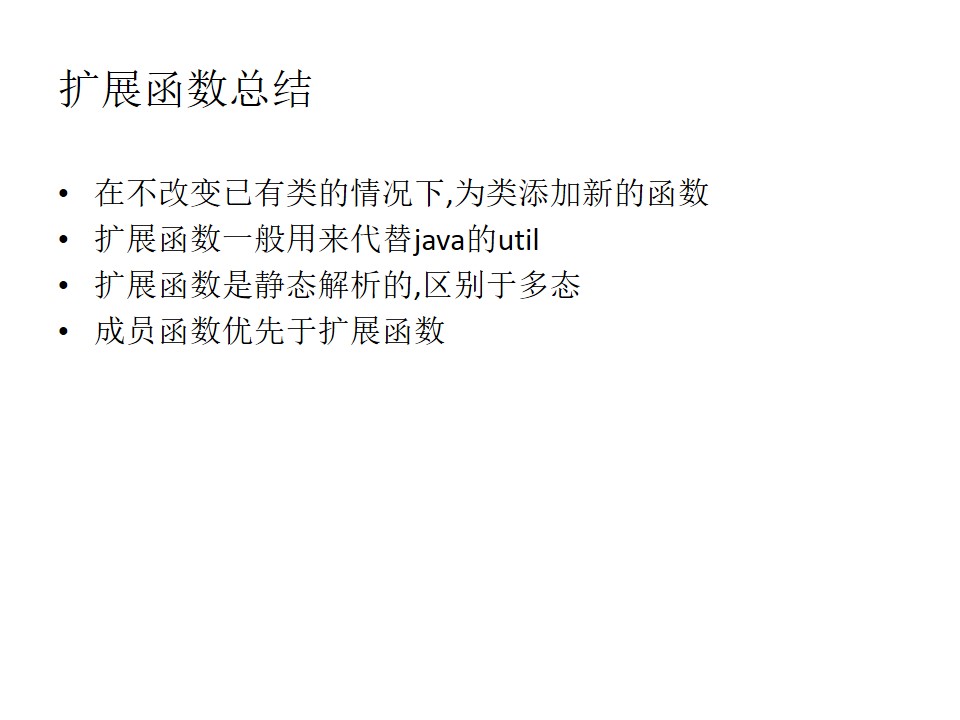 扩展函数总结
• 在不改变已有类的情况下,为类添加新的函数
• 扩展函数一般用来代替java的util
• 扩展函数是静态解析的,区别于多态
• 成员函数优先于扩展函数